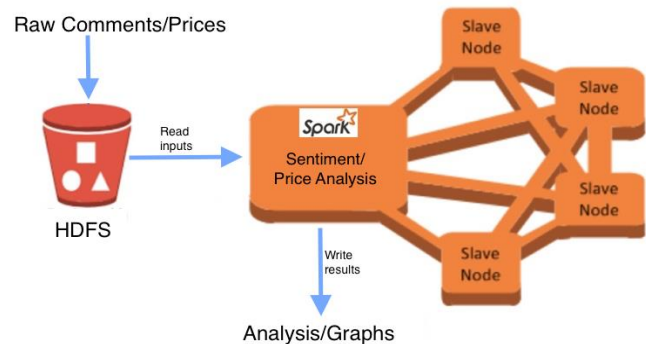 Raw Comments/Prices
HDFS
Read
inputs
Spark
Sentiment/
Price Analysis
Write
results
Analysis/Graphs
Slave
Node
Slave
Node
Slave
Node
Slave
Node